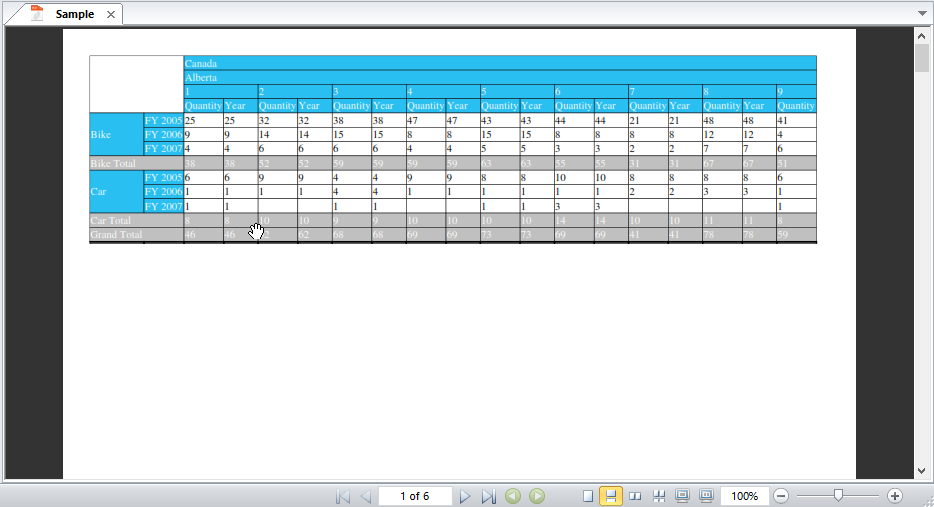 Sample
Canada
Alberta
1 2 3 4 5 6 7 8 9
Quantity Year Quantity Year Quantity Year Quantity Year Quantity Year Quantity Year Quantity Year Quantity Year Quantity
Bike
FY 2005 25 25 32 32 38 38 47 47 43 43 44 44 21 21 48 48 41
FY 2006 9 9 14 14 15 15 8 8 15 15 8 8 8 8 12 12 4
FY 2007 4 4 6 6 6 6 4 4 5 5 3 3 2 2 7 7 6
Bike Total 38 38 52 52 59 59 59 59 63 63 55 55 31 31 67 67 51
Car
FY 2005 6 6 9 9 4 4 9 9 8 8 10 10 8 8 8 8 6
FY 2006 1 1 1 1 4 4 1 1 1 1 1 1 2 2 3 3 1
FY 2007 1 1 1 1 1 1 3 3 1
Car Total 8 8 10 10 9 9 10 10 10 10 14 14 10 10 11 11 8
Grand Total 46 46 62 68 68 69 69 73 73 69 69 41 41 78 78 59
1 of 6
100%